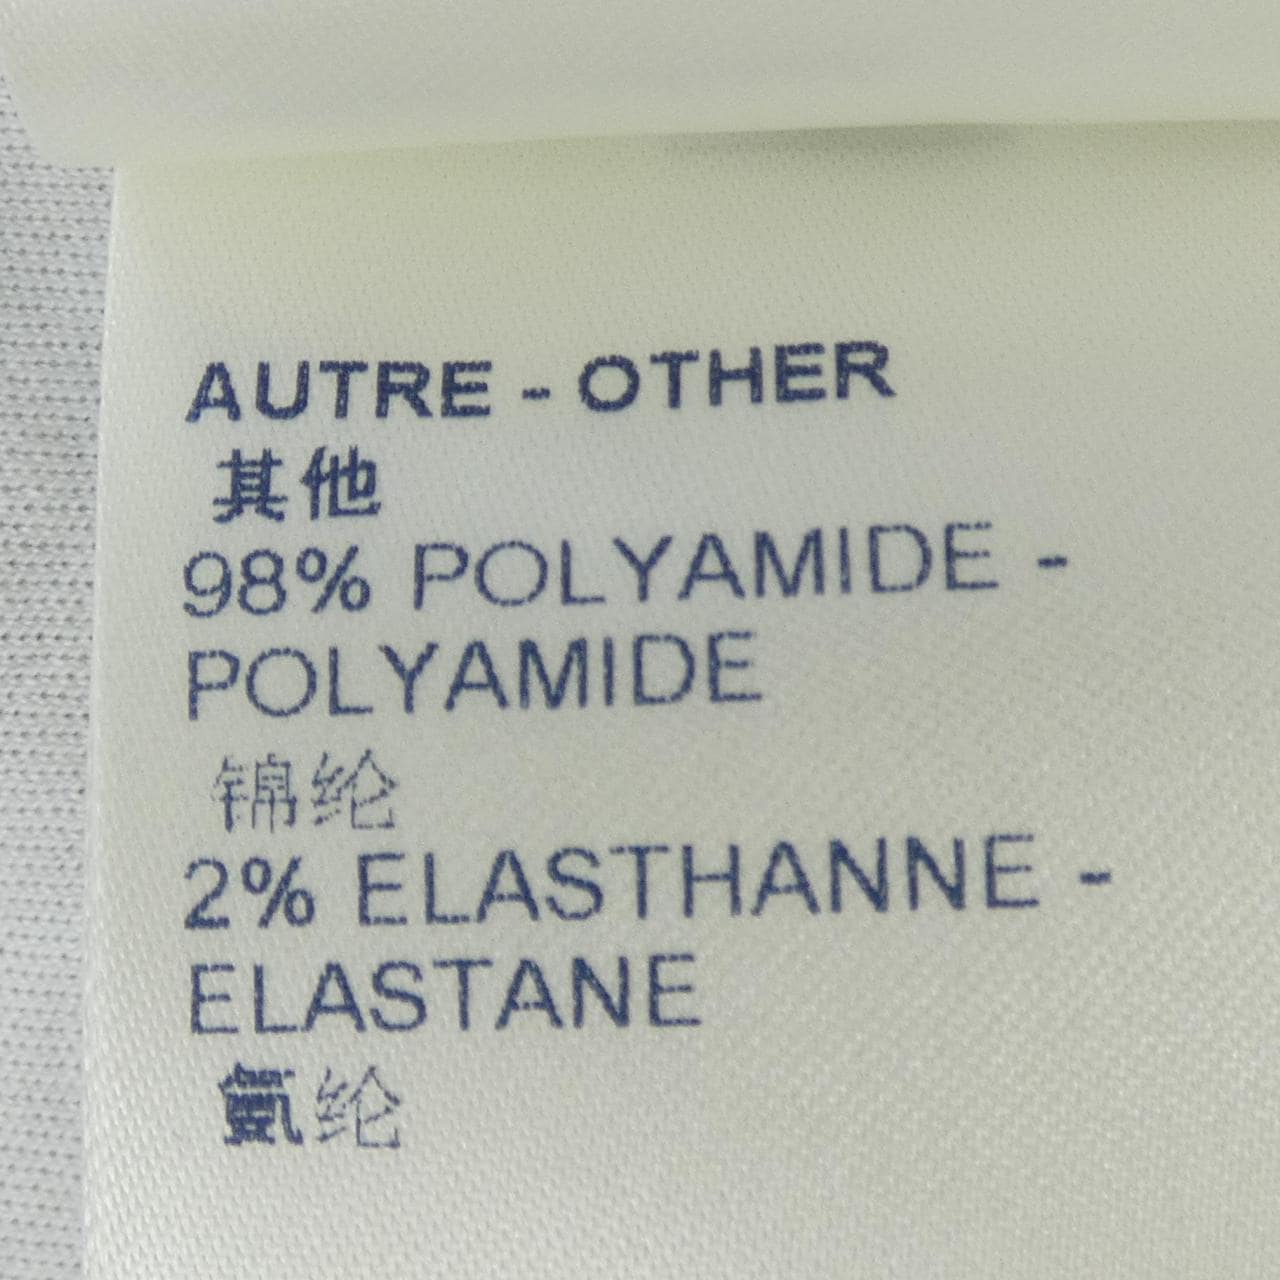 AUTRE - OTHER
其他
98% POLYAMIDE -
POLYAMIDE
锦纶
2% ELASTHANNE -
ELASTANE
氨纶